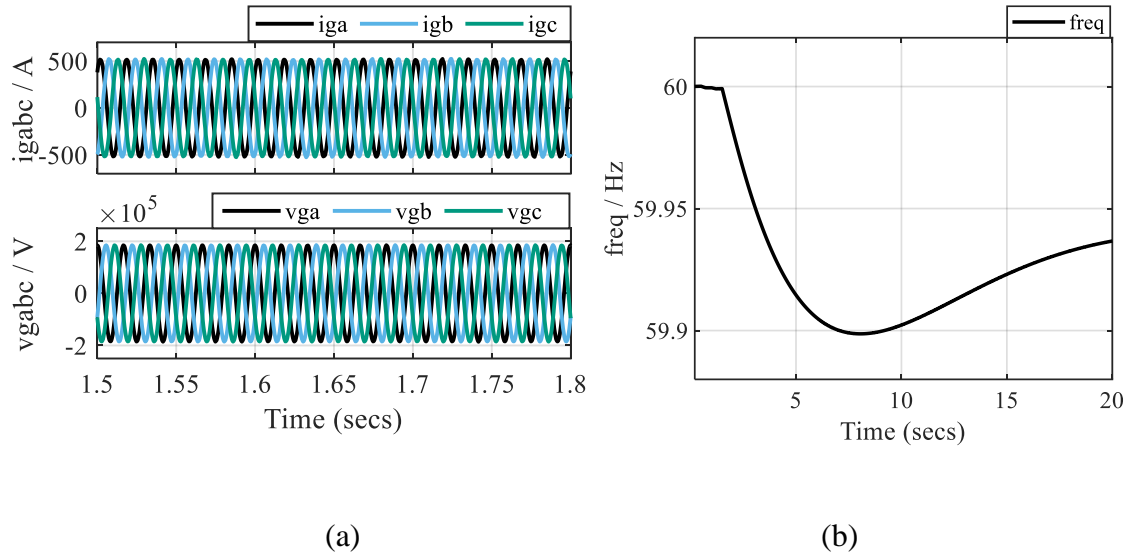 iga igb igc
igabc / A
500
0
-500
×10^5
vga vgb vgc
vgabc / V
2
0
-2
1.5 1.55 1.6 1.65 1.7 1.75 1.8
Time (secs)
(a)
freq
freq / Hz
60
59.95
59.9
5 10 15 20
Time (secs)
(b)